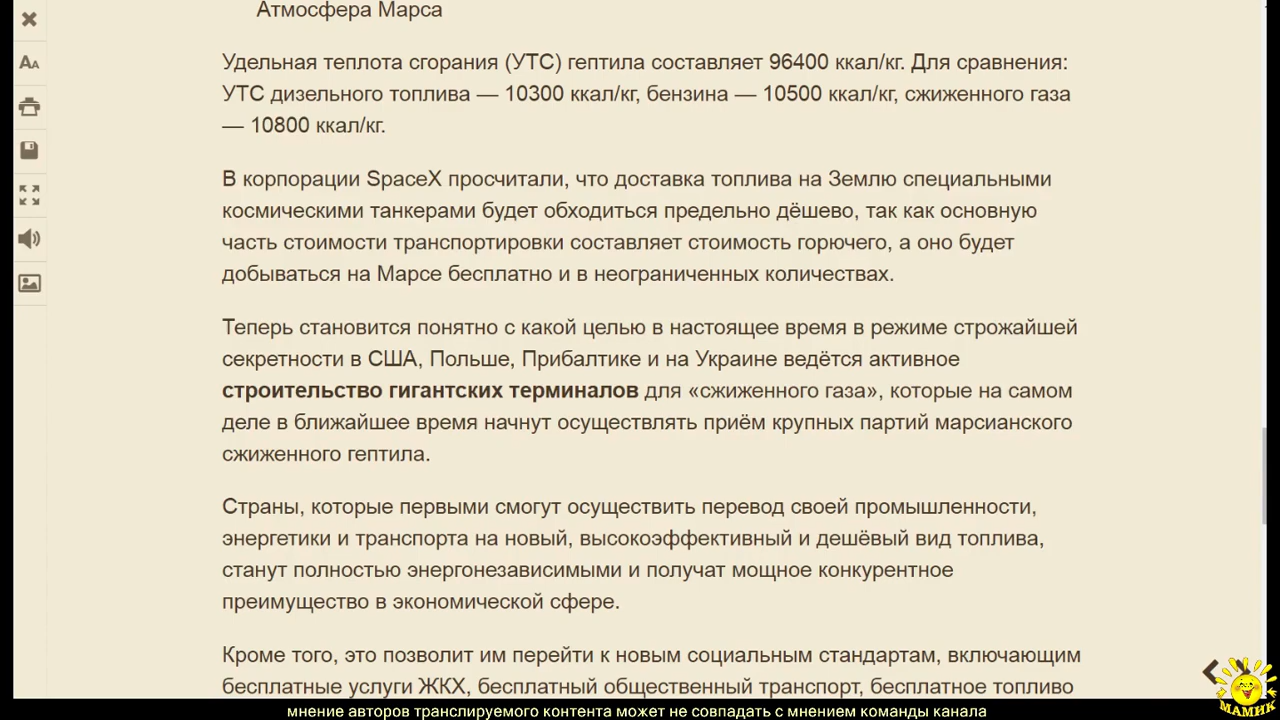 Атмосфера Марса
Удельная теплота сгорания (УТС) гептила составляет 96400 ккал/кг. Для сравнения:
УТС дизельного топлива — 10300 ккал/кг, бензина — 10500 ккал/кг, сжиженного газа
— 10800 ккал/кг.
В корпорации SpaceX просчитали, что доставка топлива на Землю специальными
космическими танкерами будет обходиться предельно дёшево, так как основную
часть стоимости транспортировки составляет стоимость горючего, а оно будет
добываться на Марсе бесплатно и в неограниченных количествах.
Теперь становится понятно с какой целью в настоящее время в режиме строжайшей
секретности в США, Польше, Прибалтике и на Украине ведётся активное
строительство гигантских терминалов для «сжиженного газа», которые на самом
деле в ближайшее время начнут осуществлять приём крупных партий марсианского
сжиженного гептила.
Страны, которые первыми смогут осуществить перевод своей промышленности,
энергетики и транспорта на новый, высокоэффективный и дешёвый вид топлива,
станут полностью энергонезависимыми и получат мощное конкурентное
преимущество в экономической сфере.
Кроме того, это позволит им перейти к новым социальным стандартам, включающим
бесплатные услуги ЖКХ, бесплатный общественный транспорт, бесплатное топливо
мнение авторов транслируемого контента может не совпадать с мнением команды канала
МАМИК
AA